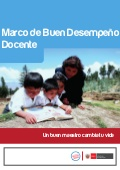 Marco de Buen Desempeño
Docente
Un buen maestro cambia tu vida